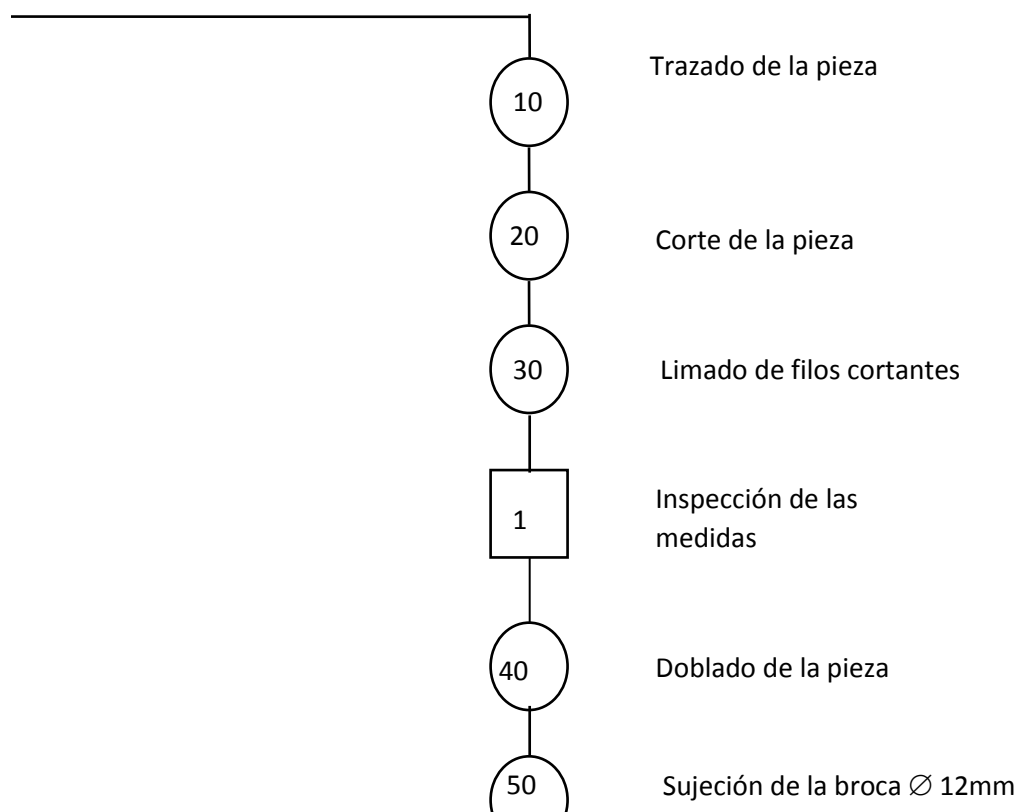 Trazado de la pieza
10
20
Corte de la pieza
30
Limado de filos cortantes
1
Inspección de las
medidas
40
Doblado de la pieza
50
Sujeción de la broca ∅ 12mm